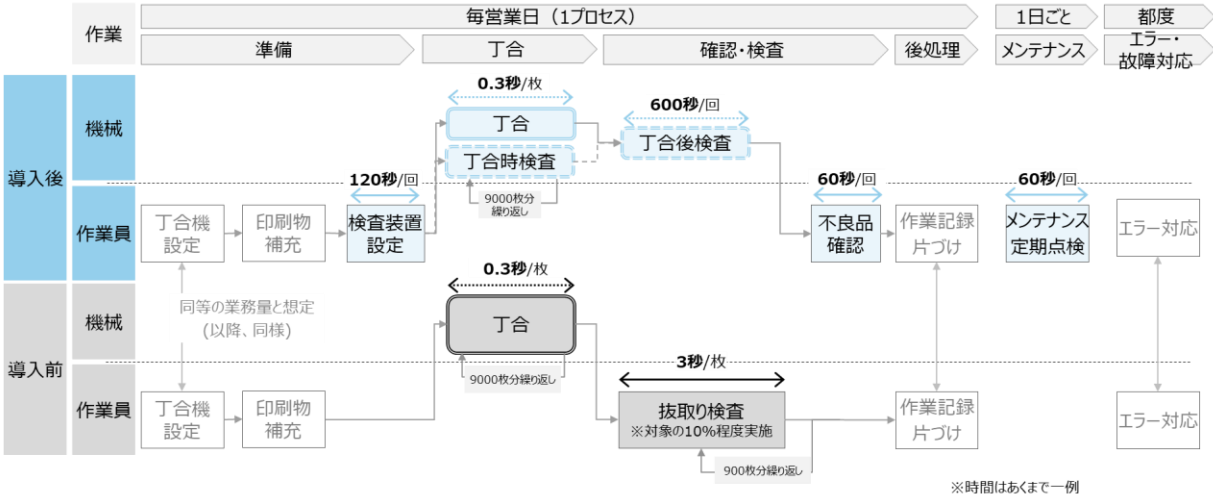 作業
毎営業日（1プロセス）
1日ごと
都度
準備
丁合
確認・検査
後処理
メンテナンス
エラー・
故障対応
導入後
機械
0.3秒/枚
丁合
丁合時検査
9000枚分
繰り返し
600秒/回
丁合後検査
作業員
丁合機
設定
印刷物
補充
120秒/回
検査装置
設定
60秒/回
不良品
確認
作業記録
片づけ
60秒/回
メンテナンス
定期点検
エラー対応
同等の業務量と想定
(以降、同様)
導入前
機械
0.3秒/枚
丁合
9000枚分繰り返し
作業員
丁合機
設定
印刷物
補充
3秒/枚
抜取り検査
※対象の10%程度実施
900枚分繰り返し
作業記録
片づけ
エラー対応
※時間はあくまで一例